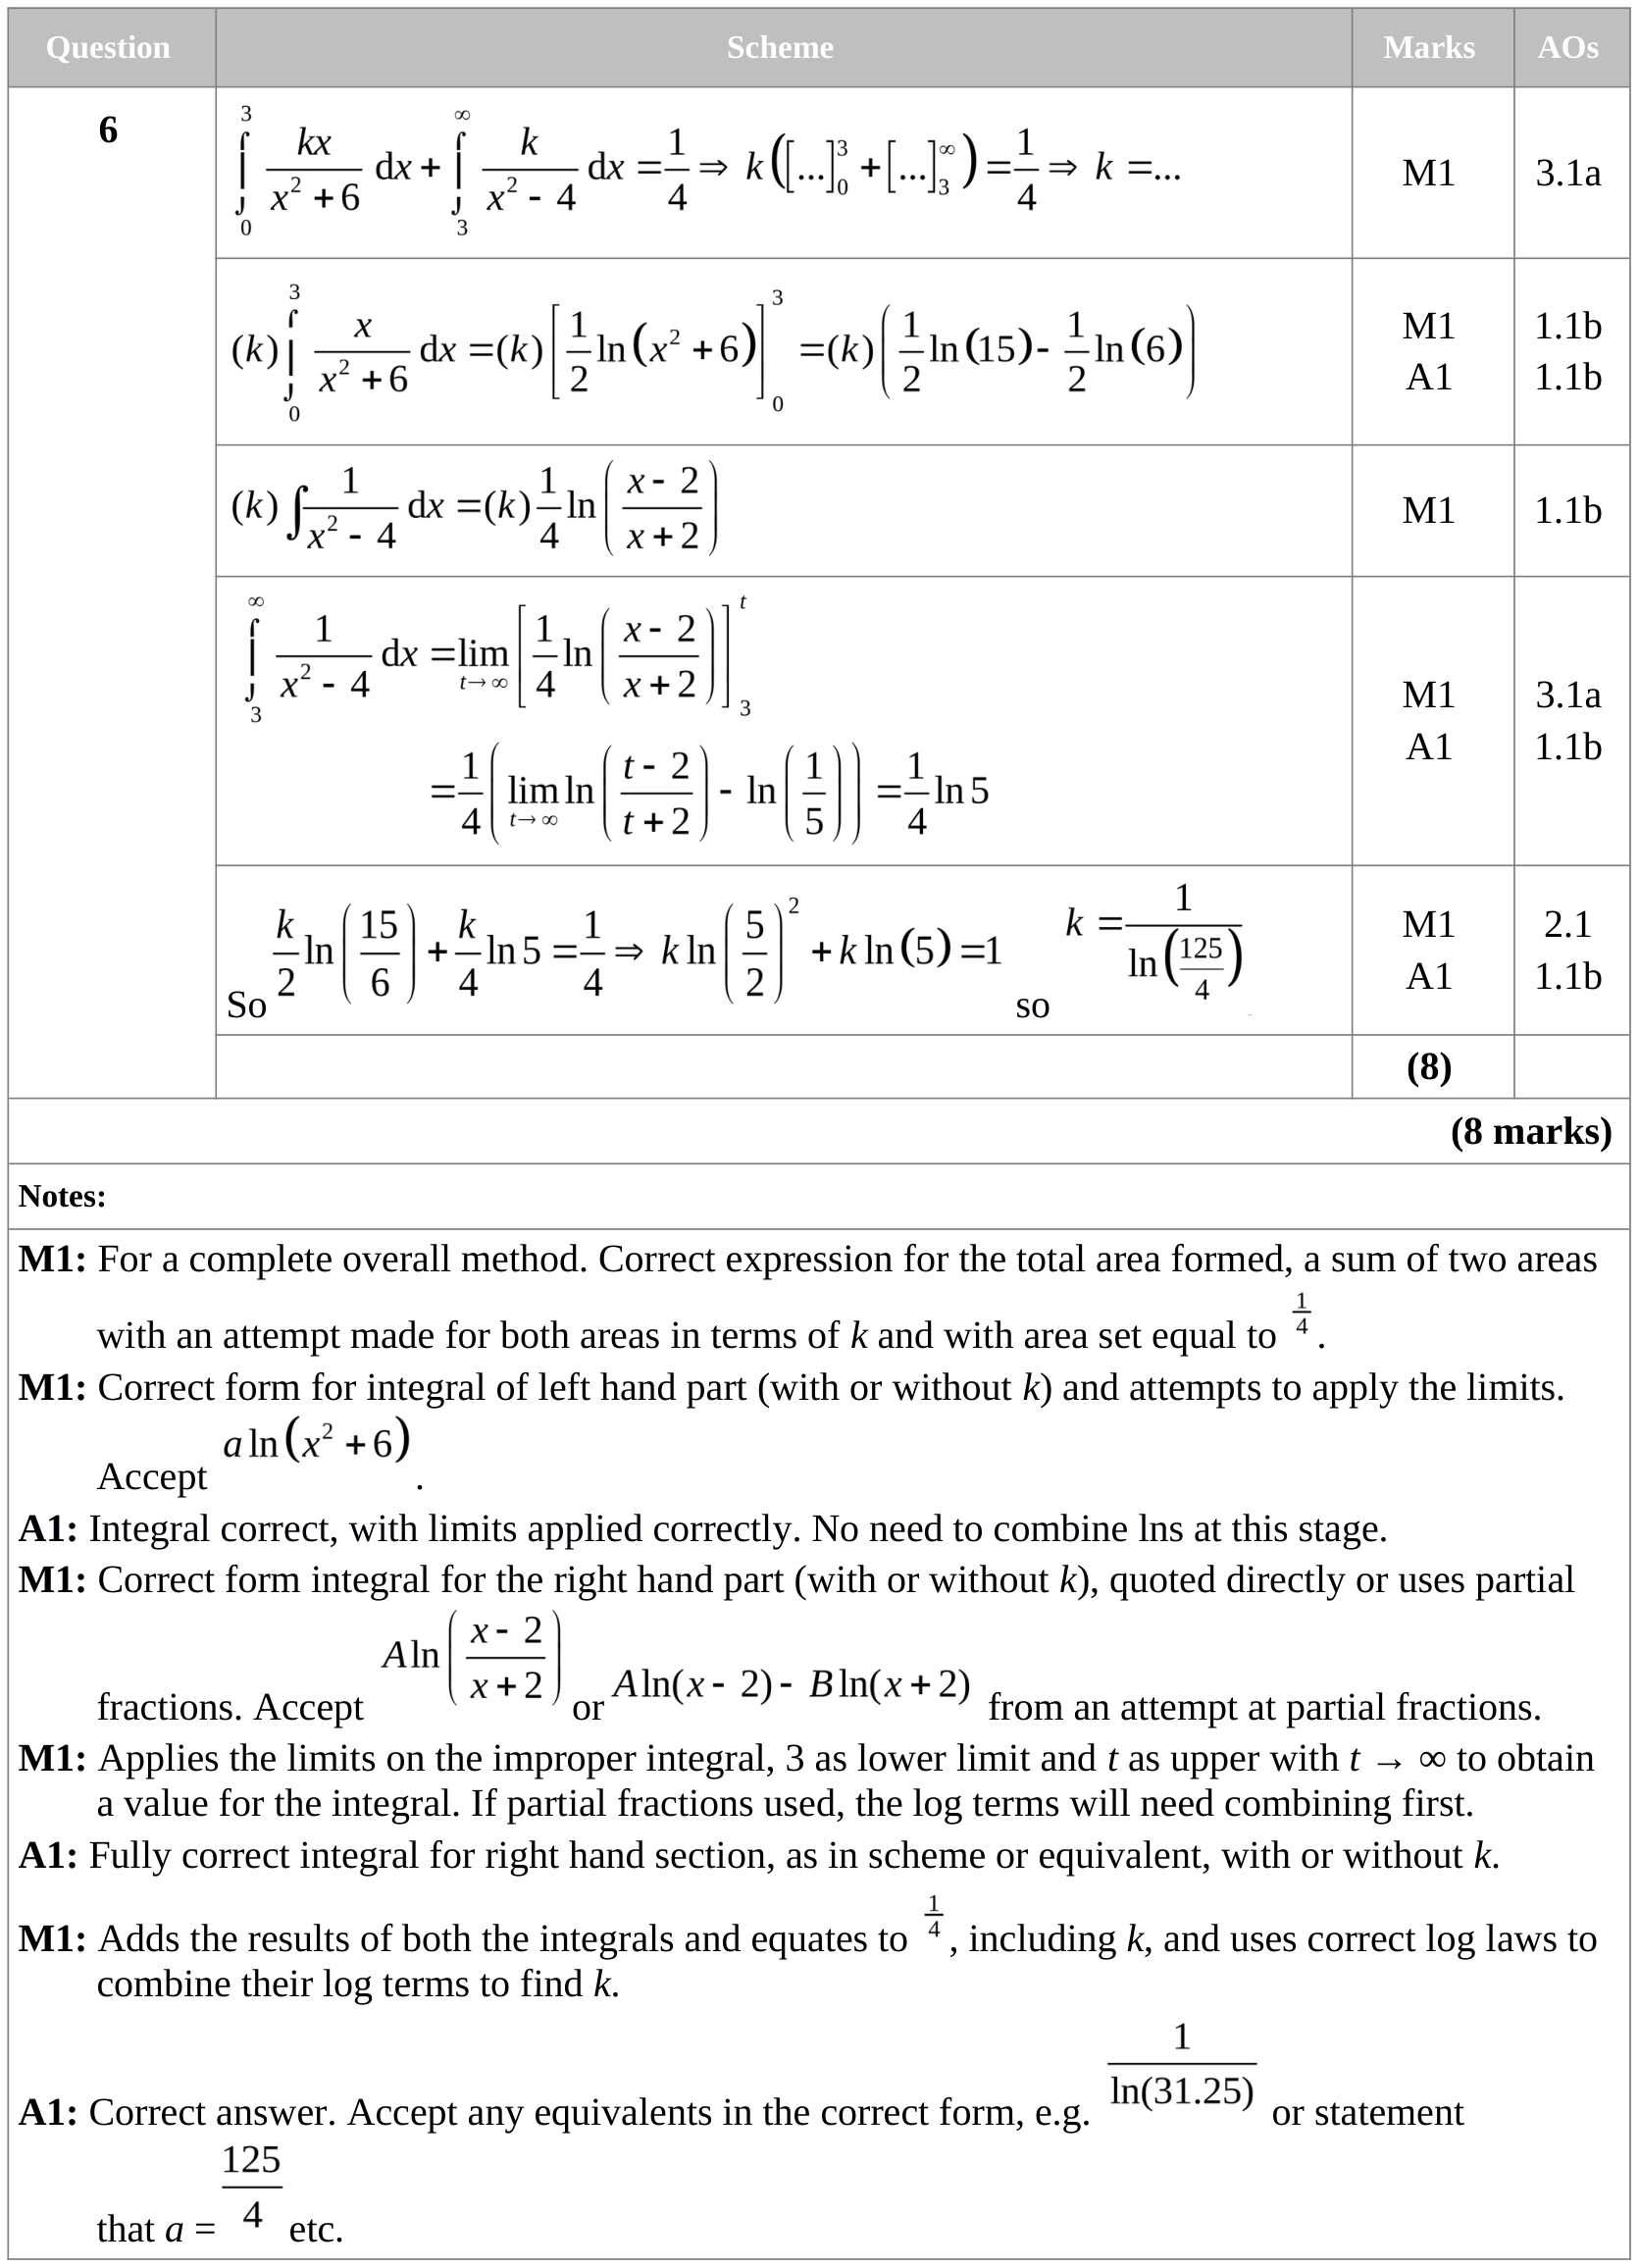 Question Scheme Marks AOs
6 ∫₀³ kx/(x² + 6) dx + ∫₃^∞ k/(x² − 4) dx = 1/4 ⇒ k([...]₀³ + [...]₃^∞) = 1/4 ⇒ k = ... M1 3.1a
(k)∫₀³ x/(x² + 6) dx = (k)[1/2 ln(x² + 6)]₀³ = (k)(1/2 ln(15) − 1/2 ln(6)) M1 1.1b
A1 1.1b
(k)∫ 1/(x² − 4) dx = (k) 1/4 ln((x − 2)/(x + 2)) M1 1.1b
∫₃^∞ 1/(x² − 4) dx = lim t→∞ [1/4 ln((x − 2)/(x + 2))]₃^t M1 3.1a
= 1/4 (lim t→∞ ln((t − 2)/(t + 2)) − ln(1/5)) = 1/4 ln 5 A1 1.1b
So k/2 ln(15/6) + k/4 ln 5 = 1/4 ⇒ k ln(5/2)² + k ln(5) = 1 so k = 1/ln(125/4) M1 2.1
A1 1.1b
(8)
(8 marks)
Notes:
M1: For a complete overall method. Correct expression for the total area formed, a sum of two areas
with an attempt made for both areas in terms of k and with area set equal to 1/4.
M1: Correct form for integral of left hand part (with or without k) and attempts to apply the limits.
Accept a ln(x² + 6).
A1: Integral correct, with limits applied correctly. No need to combine lns at this stage.
M1: Correct form integral for the right hand part (with or without k), quoted directly or uses partial
fractions. Accept A ln((x − 2)/(x + 2)) or A ln(x − 2) − B ln(x + 2) from an attempt at partial fractions.
M1: Applies the limits on the improper integral, 3 as lower limit and t as upper with t → ∞ to obtain
a value for the integral. If partial fractions used, the log terms will need combining first.
A1: Fully correct integral for right hand section, as in scheme or equivalent, with or without k.
M1: Adds the results of both the integrals and equates to 1/4, including k, and uses correct log laws to
combine their log terms to find k.
A1: Correct answer. Accept any equivalents in the correct form, e.g. 1/ln(31.25) or statement
that a = 125/4 etc.